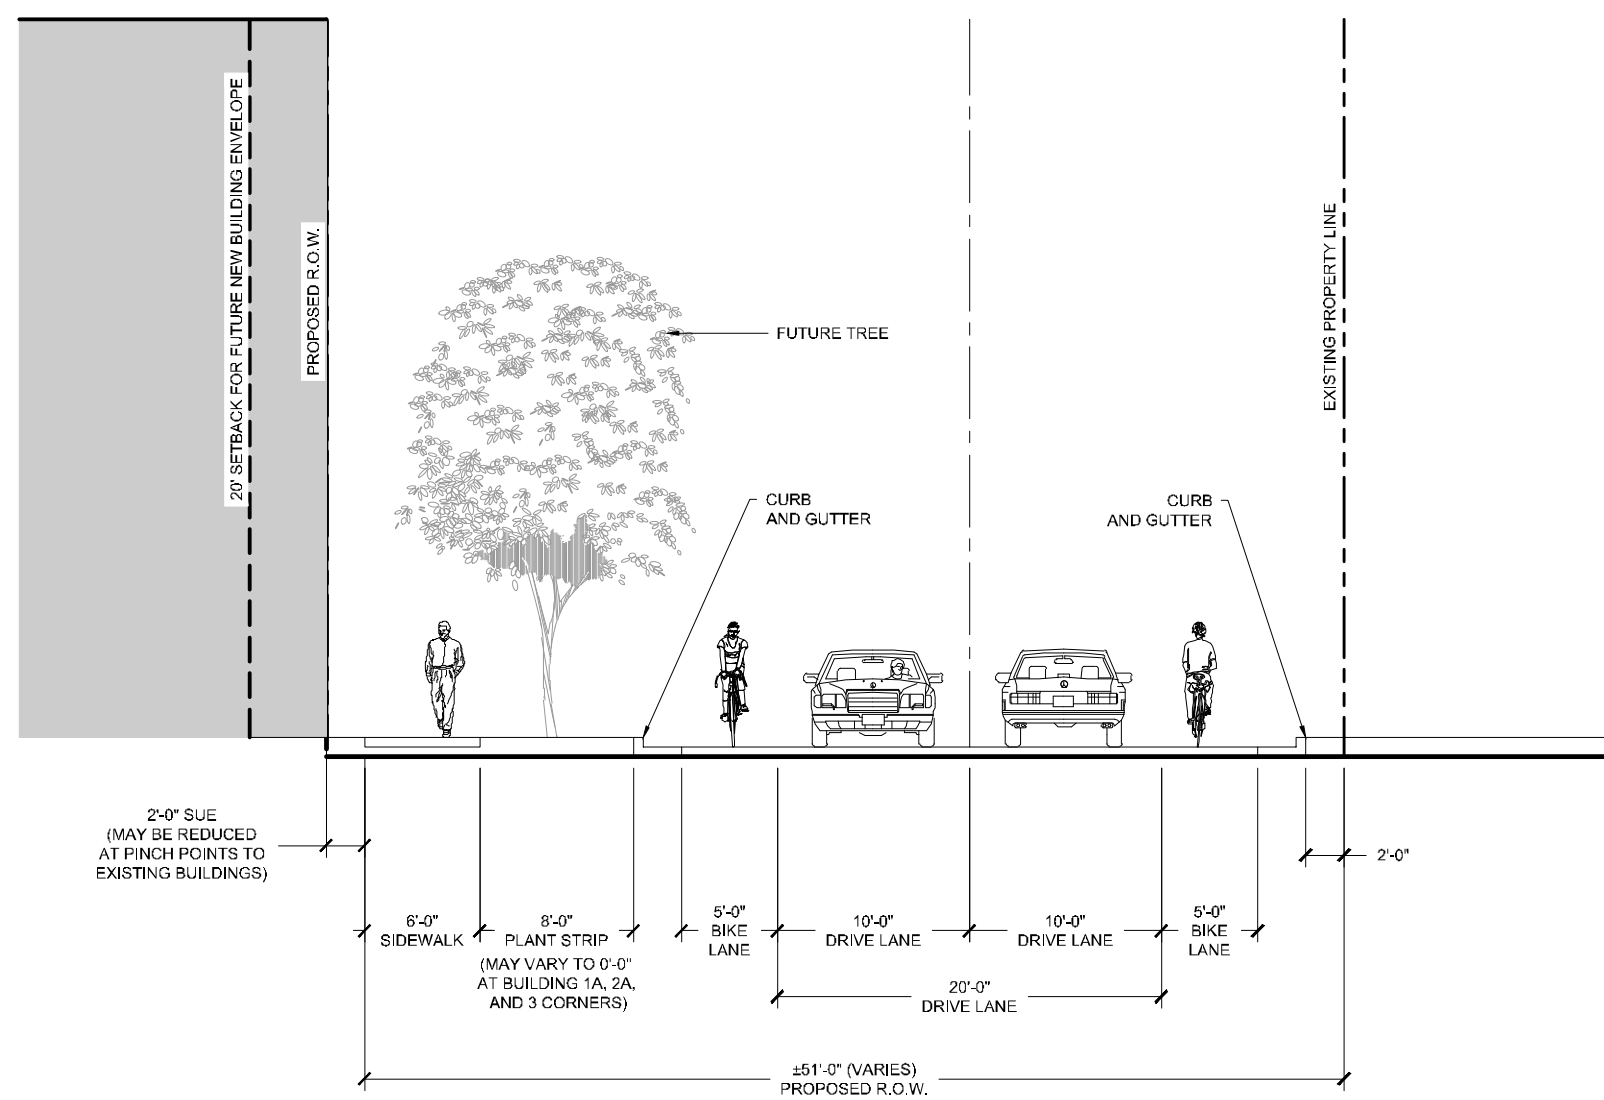 20' SETBACK FOR FUTURE NEW BUILDING ENVELOPE
PROPOSED R.O.W.
EXISTING PROPERTY LINE
FUTURE TREE
CURB
AND GUTTER
CURB
AND GUTTER
2'-0" SUE
(MAY BE REDUCED
AT PINCH POINTS TO
EXISTING BUILDINGS)
2'-0"
6'-0"
SIDEWALK
8'-0"
PLANT STRIP
(MAY VARY TO 0'-0"
AT BUILDING 1A, 2A,
AND 3 CORNERS)
5'-0"
BIKE
LANE
10'-0"
DRIVE LANE
10'-0"
DRIVE LANE
5'-0"
BIKE
LANE
20'-0"
DRIVE LANE
±51'-0" (VARIES)
PROPOSED R.O.W.